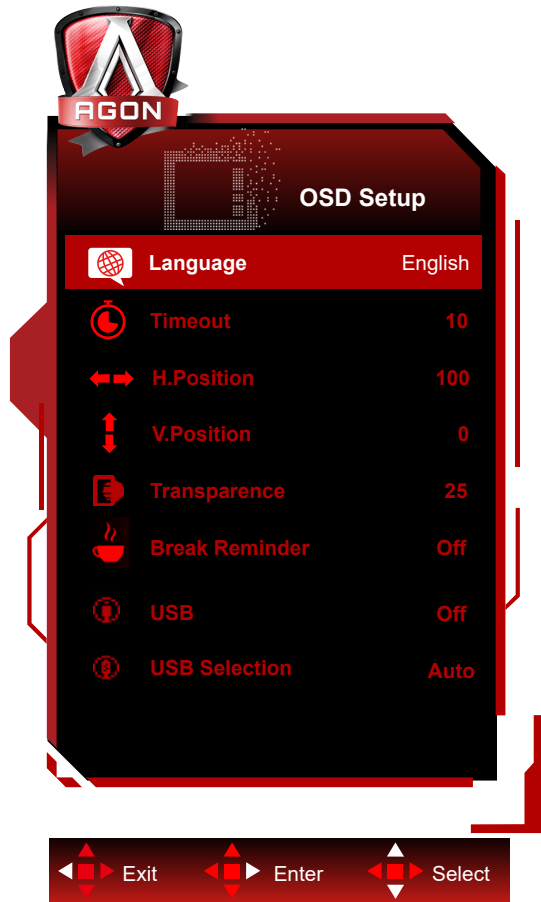 AGON
OSD Setup
Language English
Timeout 10
H.Position 100
V.Position 0
Transparence 25
Break Reminder Off
USB Off
USB Selection Auto
Exit Enter Select